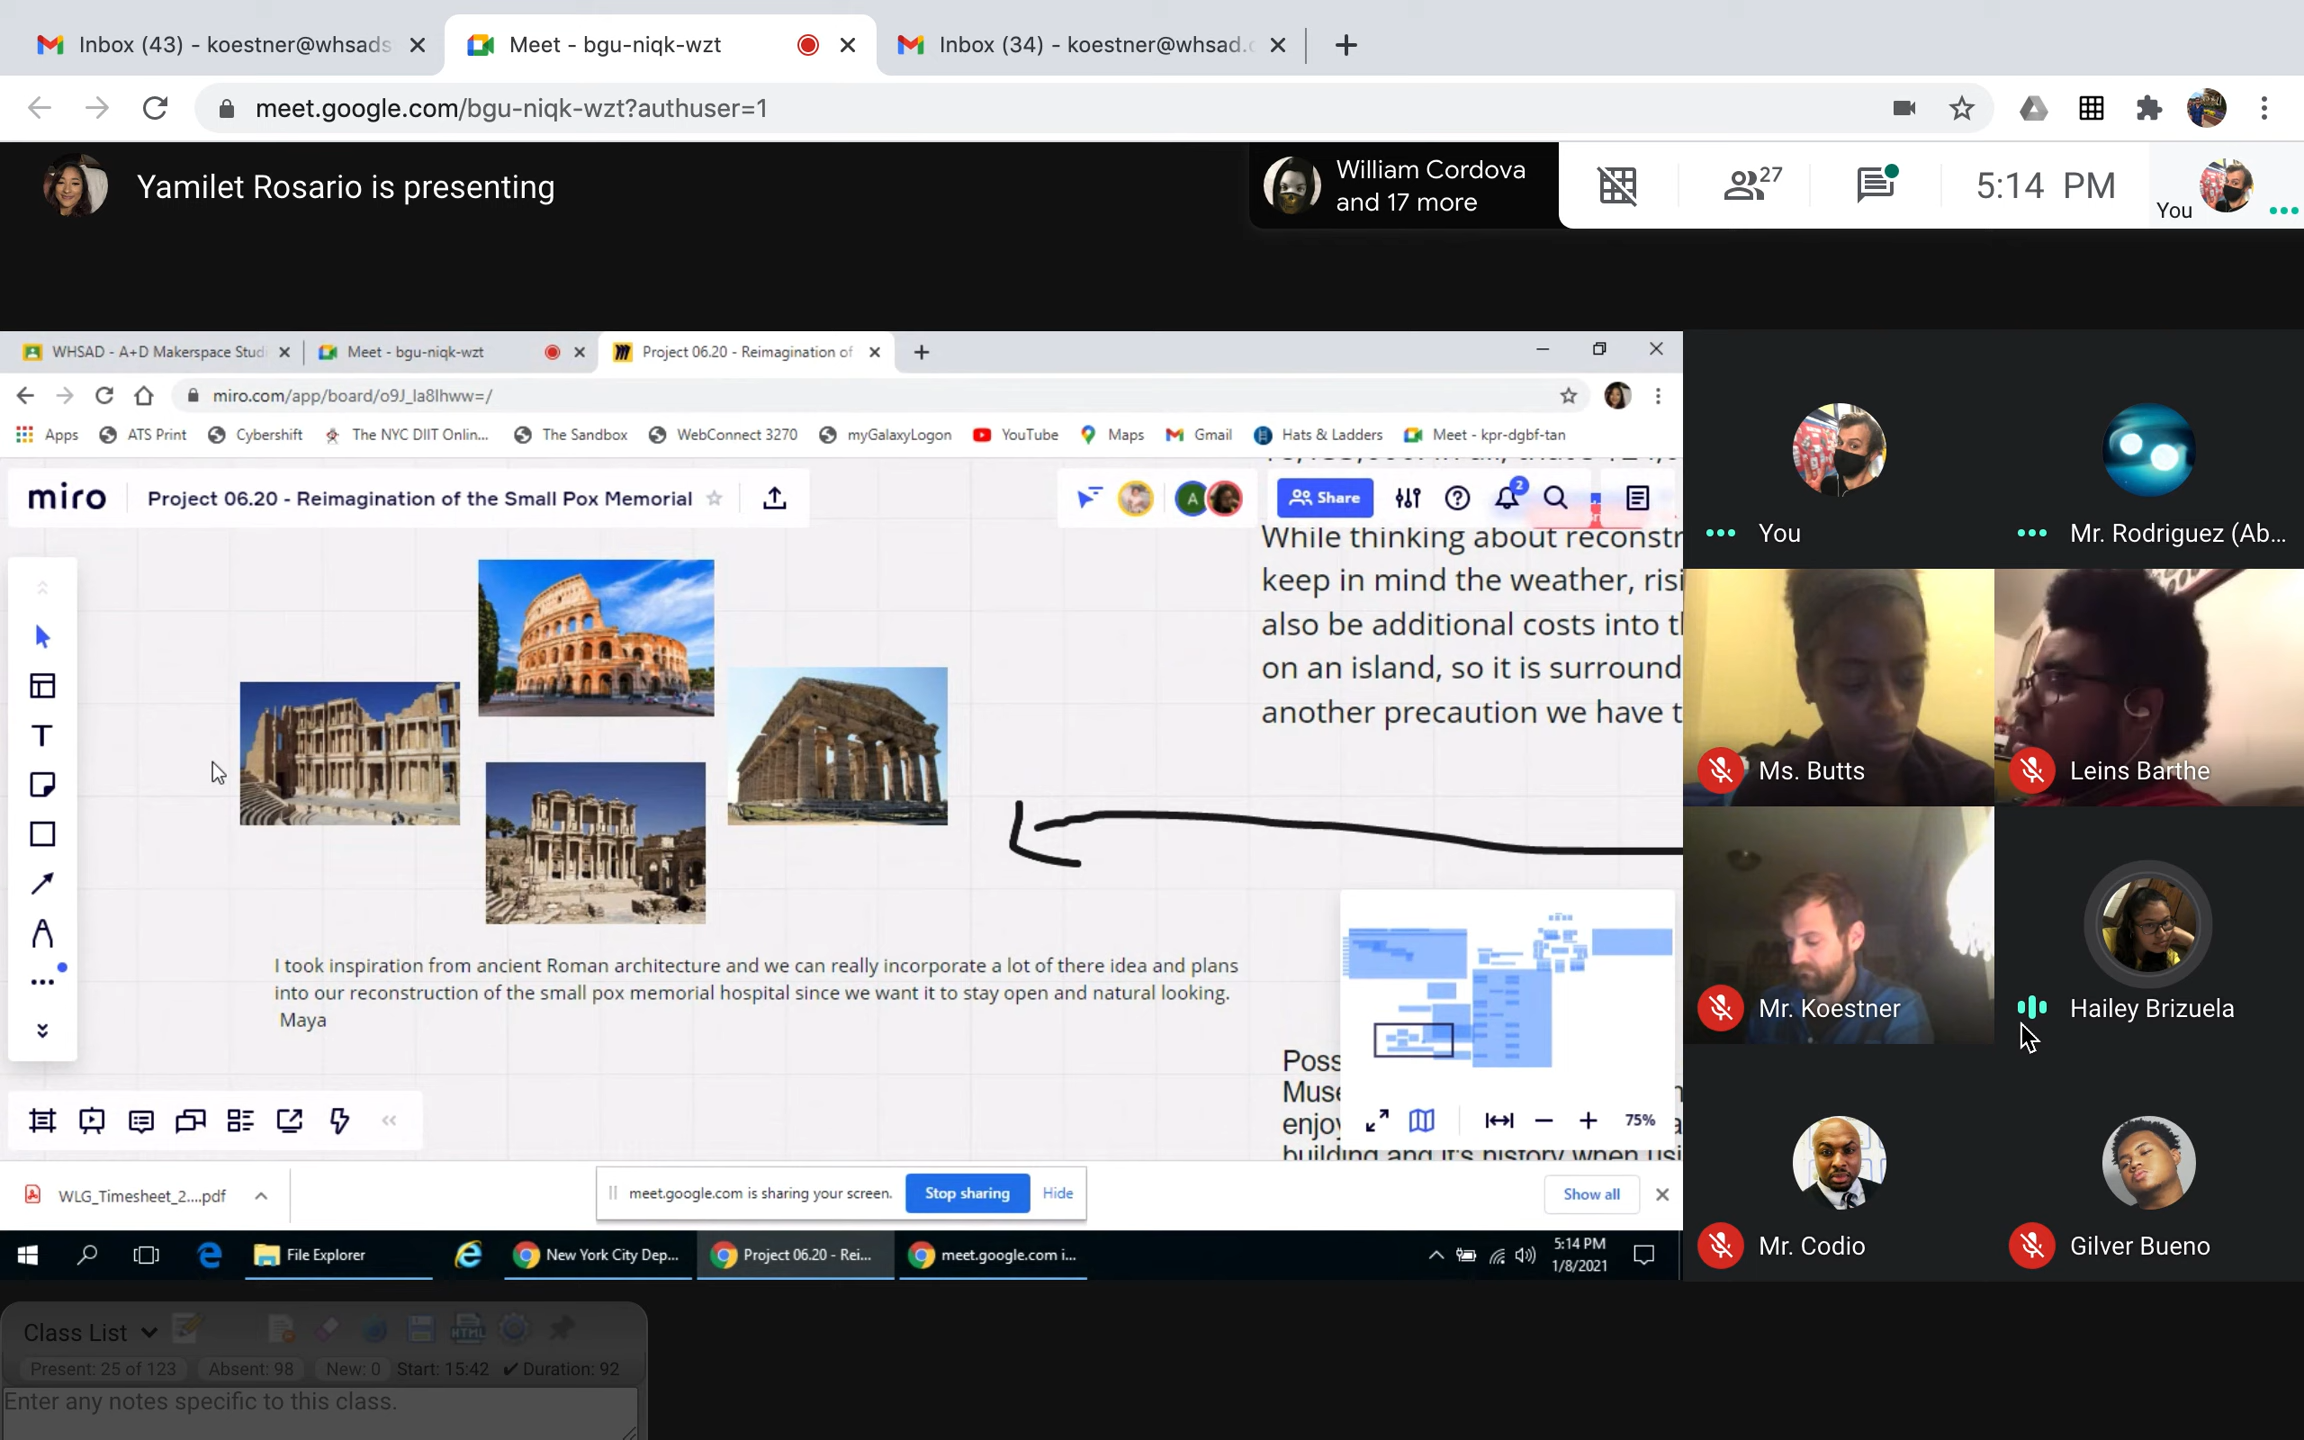 Inbox (43) - koestner@whsads
Meet - bgu-niqk-wzt
Inbox (34) - koestner@whsad.
meet.google.com/bgu-niqk-wzt?authuser=1
Yamilet Rosario is presenting
William Cordova
and 17 more
27
5:14 PM
You
WHSAD - A+D Makerspace Studi
Meet - bgu-niqk-wzt
Project 06.20 - Reimagination of
miro.com/app/board/o9J_la8lhww=/
Apps
ATS Print
Cybershift
The NYC DIIT Onlin...
The Sandbox
WebConnect 3270
myGalaxyLogon
YouTube
Maps
Gmail
Hats & Ladders
Meet - kpr-dgbf-tan
miro
Project 06.20 - Reimagination of the Small Pox Memorial
A
Share
2
While thinking about reconstr
keep in mind the weather, risi
also be additional costs into t
on an island, so it is surround
another precaution we have t
I took inspiration from ancient Roman architecture and we can really incorporate a lot of there idea and plans
into our reconstruction of the small pox memorial hospital since we want it to stay open and natural looking.
Maya
Poss
Muse
enjoy
building and it's history when usi
75%
WLG_Timesheet_2....pdf
meet.google.com is sharing your screen.
Stop sharing
Hide
Show all
File Explorer
New York City Dep...
Project 06.20 - Rei...
meet.google.com i...
5:14 PM
1/8/2021
You
Mr. Rodriguez (Ab...
Ms. Butts
Leins Barthe
Mr. Koestner
Hailey Brizuela
Mr. Codio
Gilver Bueno
Class List
HTML
Present: 25 of 123
Absent: 98
New: 0
Start: 15:42
✔ Duration: 92
Enter any notes specific to this class.